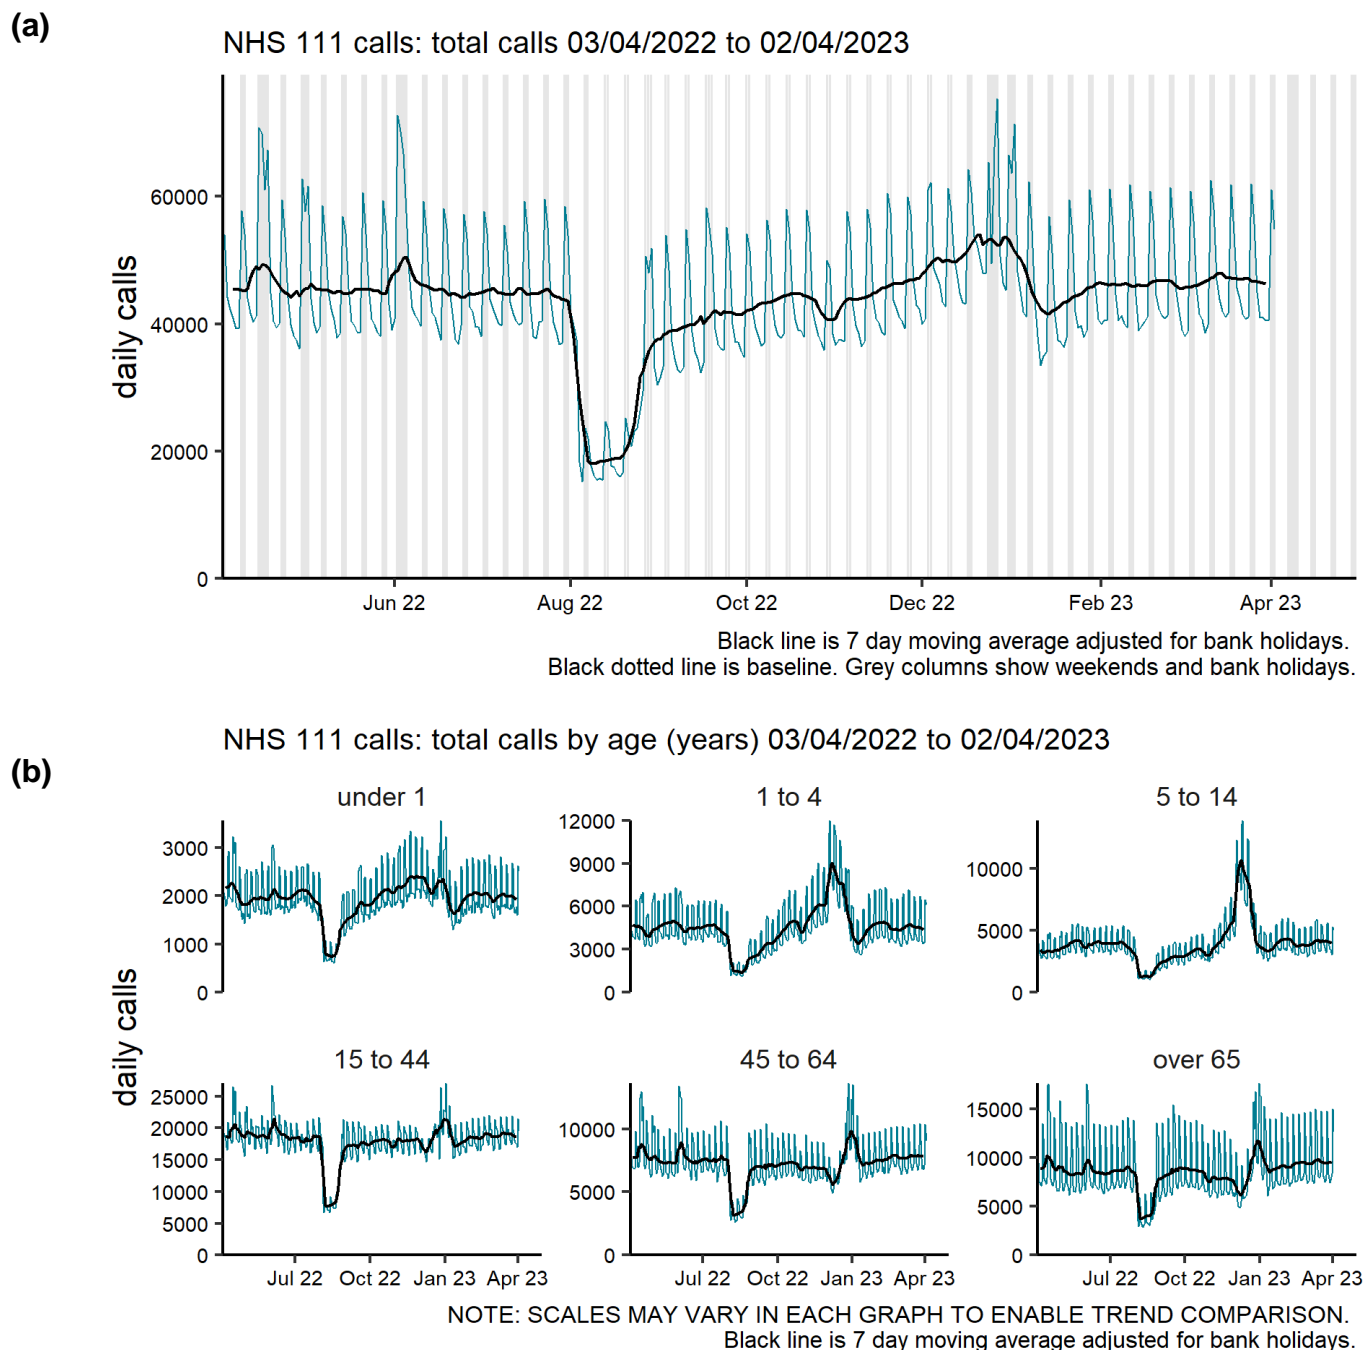 (a)
NHS 111 calls: total calls 03/04/2022 to 02/04/2023
daily calls
60000
40000
20000
0
Jun 22 Aug 22 Oct 22 Dec 22 Feb 23 Apr 23
Black line is 7 day moving average adjusted for bank holidays.
Black dotted line is baseline. Grey columns show weekends and bank holidays.
NHS 111 calls: total calls by age (years) 03/04/2022 to 02/04/2023
(b)
daily calls
under 1
3000
2000
1000
0
1 to 4
12000
9000
6000
3000
0
5 to 14
10000
5000
0
15 to 44
25000
20000
15000
10000
5000
0
Jul 22 Oct 22 Jan 23 Apr 23
45 to 64
10000
5000
0
Jul 22 Oct 22 Jan 23 Apr 23
over 65
15000
10000
5000
0
Jul 22 Oct 22 Jan 23 Apr 23
NOTE: SCALES MAY VARY IN EACH GRAPH TO ENABLE TREND COMPARISON.
Black line is 7 day moving average adjusted for bank holidays.